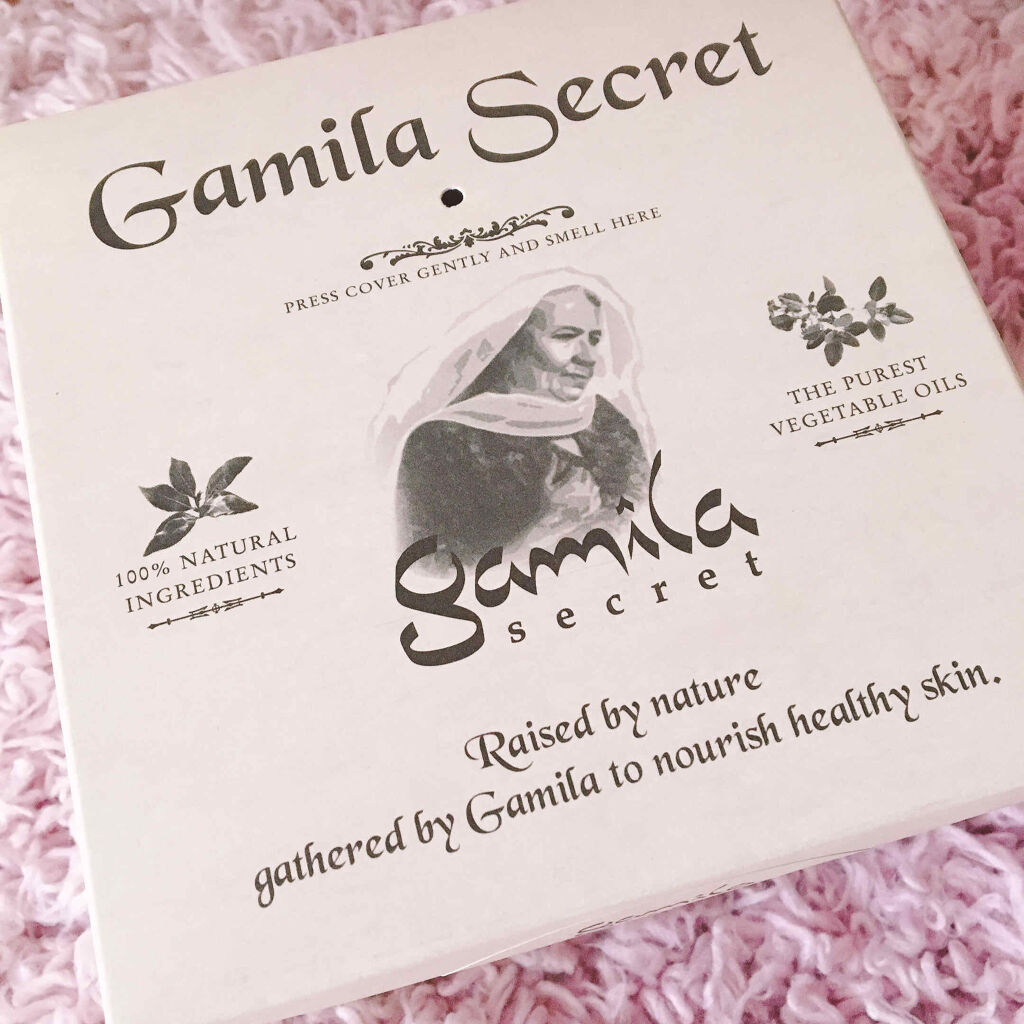 Gamila Secret
PRESS COVER GENTLY AND SMELL HERE
THE PUREST
VEGETABLE OILS
100% NATURAL
INGREDIENTS
gamila
secret
Raised by nature
gathered by Gamila to nourish healthy skin.